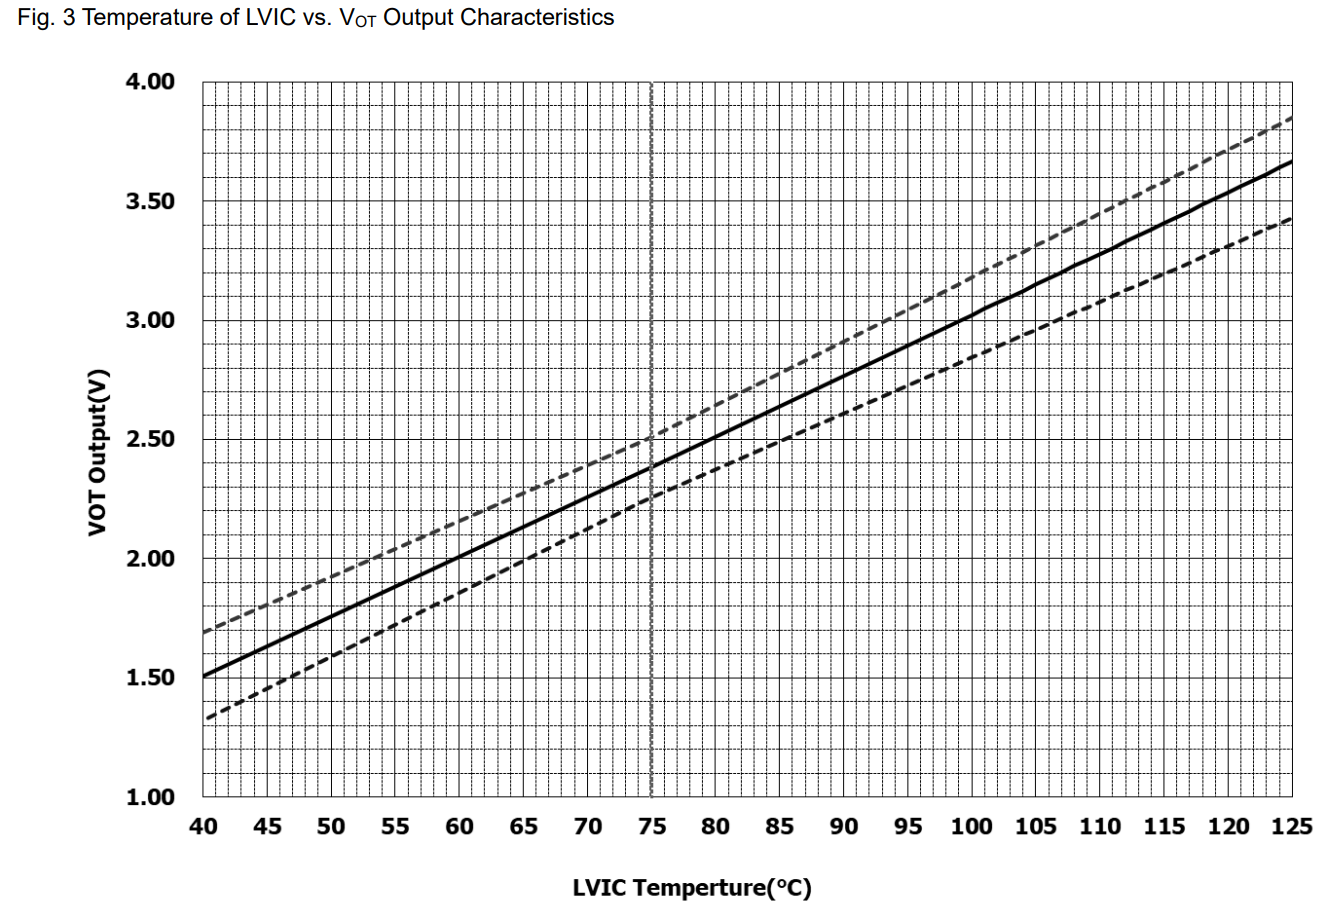 Fig. 3 Temperature of LVIC vs. VOT Output Characteristics
4.00
3.50
3.00
2.50
2.00
1.50
1.00
VOT Output(V)
40 45 50 55 60 65 70 75 80 85 90 95 100 105 110 115 120 125
LVIC Temperture(°C)